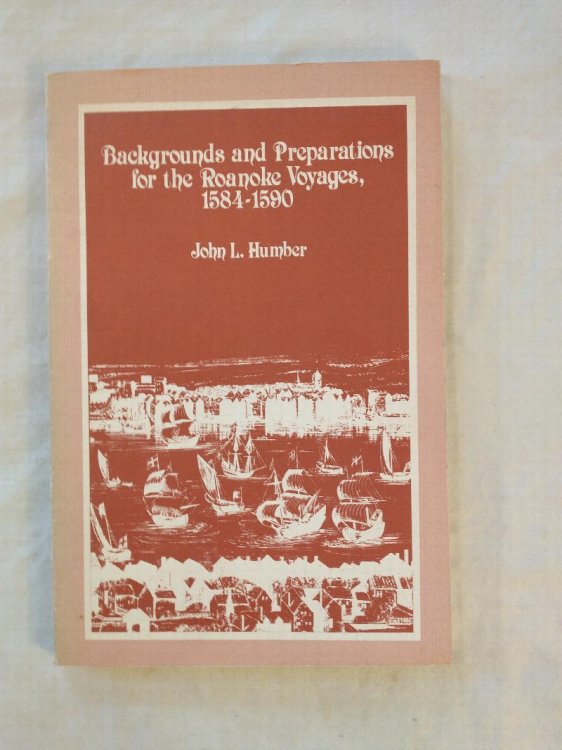 Backgrounds and Preparations
for the Roanoke Voyages,
1584-1590
John L. Humber